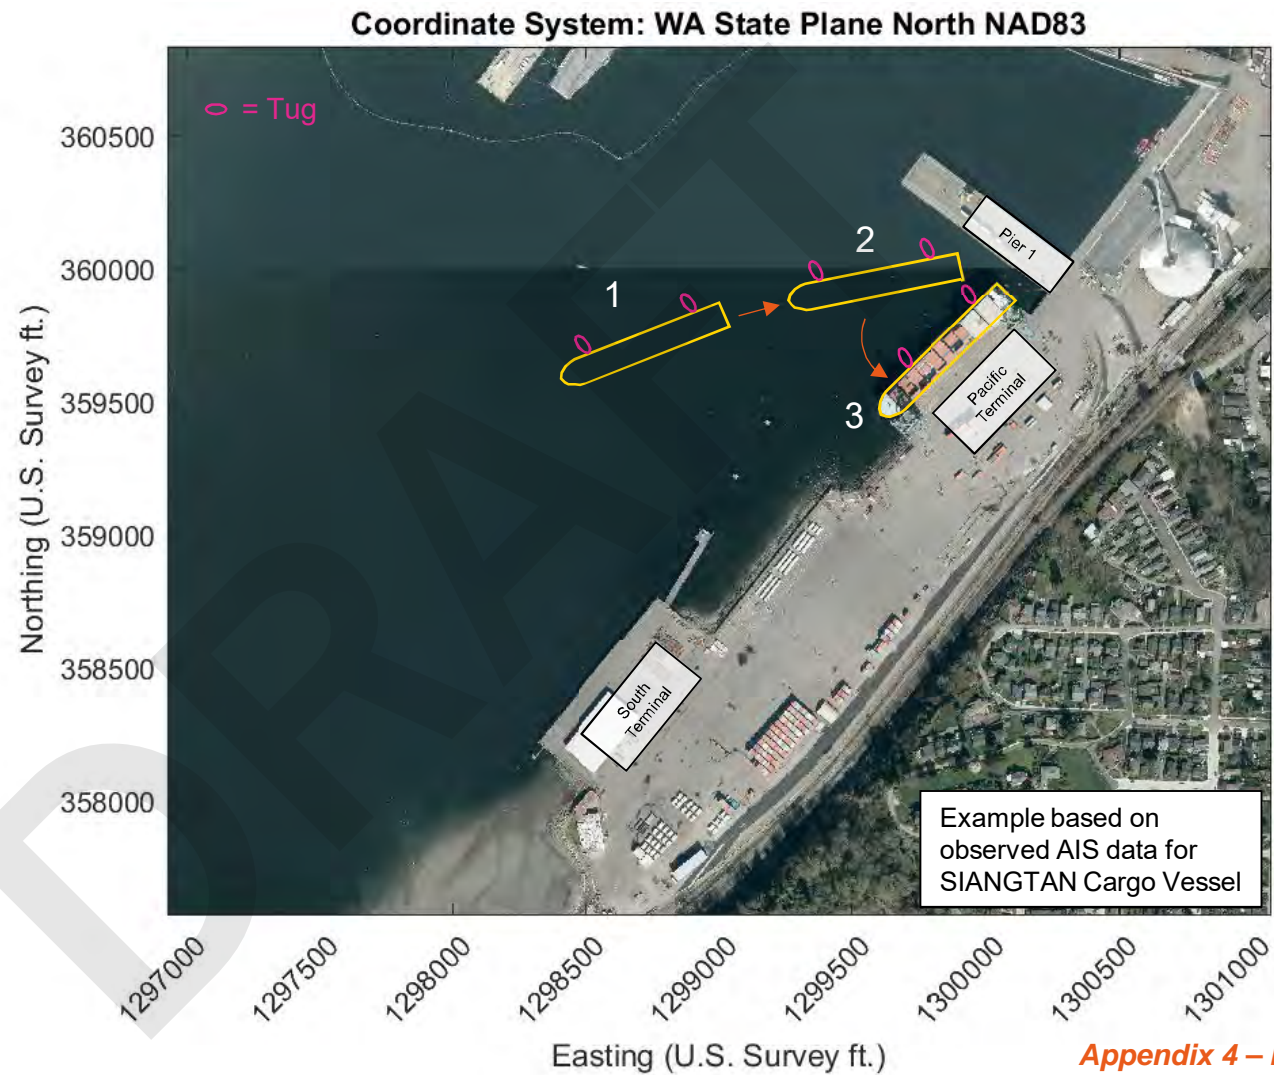 Coordinate System: WA State Plane North NAD83
= Tug
360500
360000
359500
359000
358500
358000
Northing (U.S. Survey ft.)
1
2
3
Pier 1
Pacific
Terminal
South
Terminal
Example based on
observed AIS data for
SIANGTAN Cargo Vessel
1297000
1297500
1298000
1298500
1299000
1299500
1300000
1300500
1301000
Easting (U.S. Survey ft.)
Appendix 4 –
DRAFT